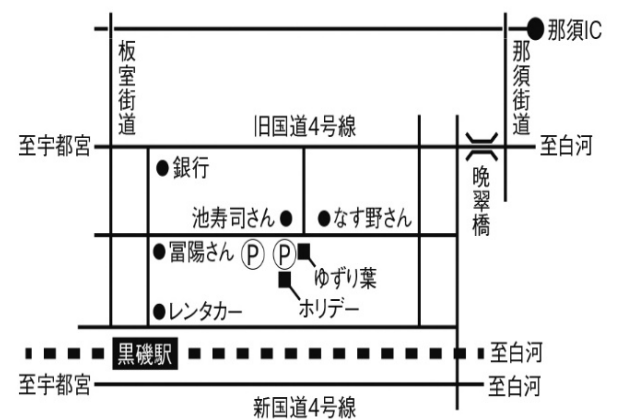 那須IC
板室街道
那須街道
旧国道4号線
至宇都宮
至白河
銀行
晩翠橋
池寿司さん
なす野さん
冨陽さん
P
P
ゆずり葉
ホリデー
レンタカー
黒磯駅
至白河
至宇都宮
至白河
新国道4号線